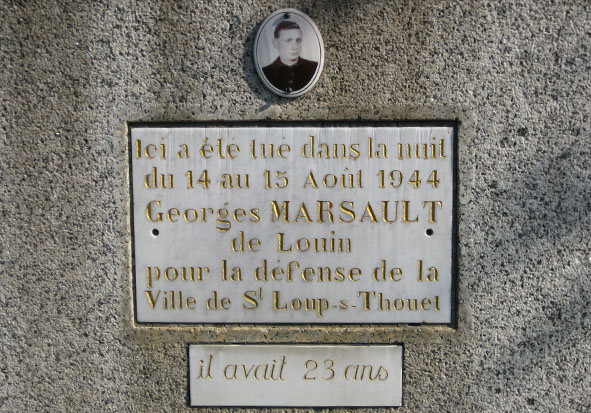 Ici a été tué dans la nuit
du 14 au 15 Août 1944
Georges MARSAULT
de Louin
pour la défense de la
Ville de St Loup-s-Thouet
il avait 23 ans